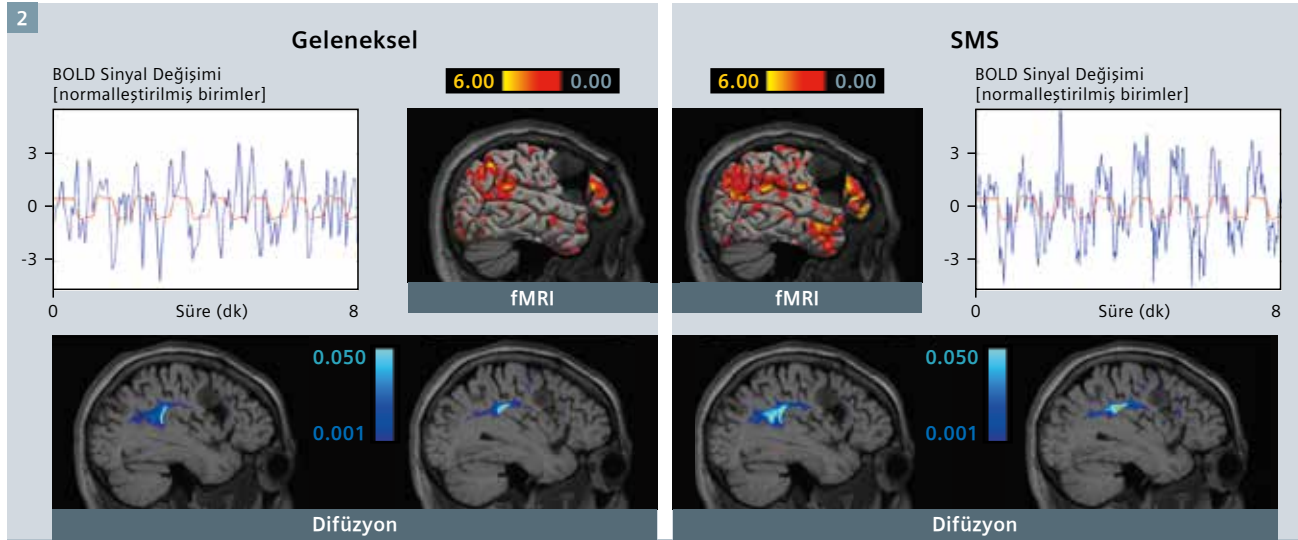 2
Geleneksel
BOLD Sinyal Değişimi
[normalleştirilmiş birimler]
3
0
-3
0
Süre (dk)
8
6.00 0.00
fMRI
0.050
0.001
Difüzyon
SMS
6.00 0.00
fMRI
BOLD Sinyal Değişimi
[normalleştirilmiş birimler]
3
0
-3
0
Süre (dk)
8
0.050
0.001
Difüzyon